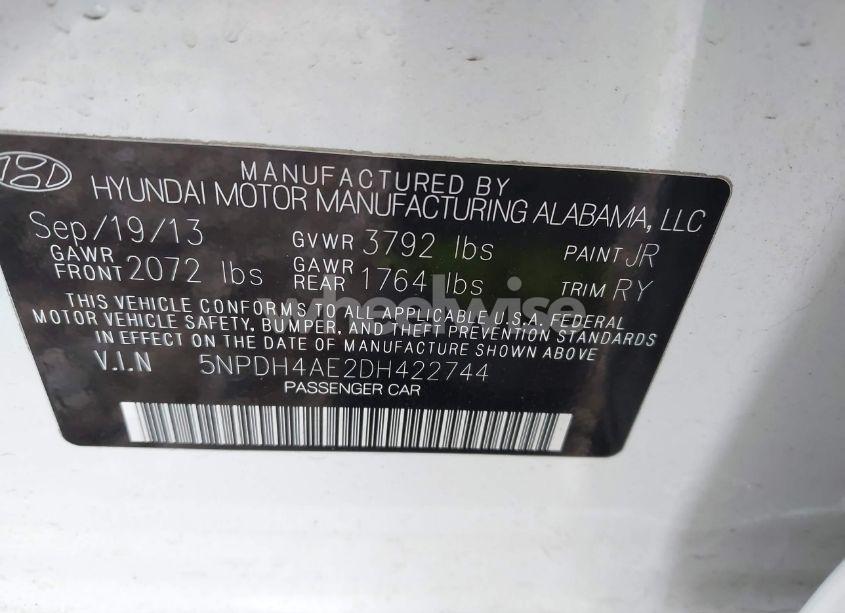 MANUFACTURED BY
HYUNDAI MOTOR MANUFACTURING ALABAMA, LLC
Sep/19/13 GVWR 3792 lbs PAINT JR
GAWR FRONT 2072 lbs GAWR REAR 1764 lbs TRIM RY
THIS VEHICLE CONFORMS TO ALL APPLICABLE U.S.A. FEDERAL
MOTOR VEHICLE SAFETY, BUMPER, AND THEFT PREVENTION STANDARDS
IN EFFECT ON THE DATE OF MANUFACTURE SHOWN ABOVE
V.I.N 5NPDH4AE2DH422744
PASSENGER CAR
wheelwise